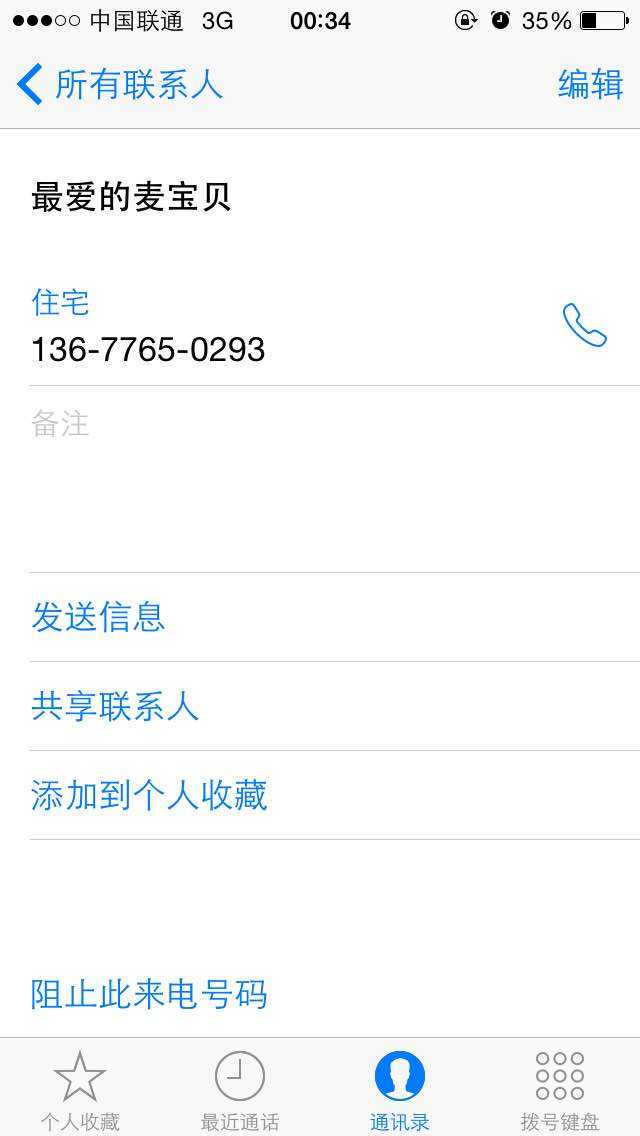 中国联通 3G 00:34 35%
所有联系人 编辑
最爱的麦宝贝
住宅
136-7765-0293
备注
发送信息
共享联系人
添加到个人收藏
阻止此来电号码
个人收藏 最近通话 通讯录 拨号键盘